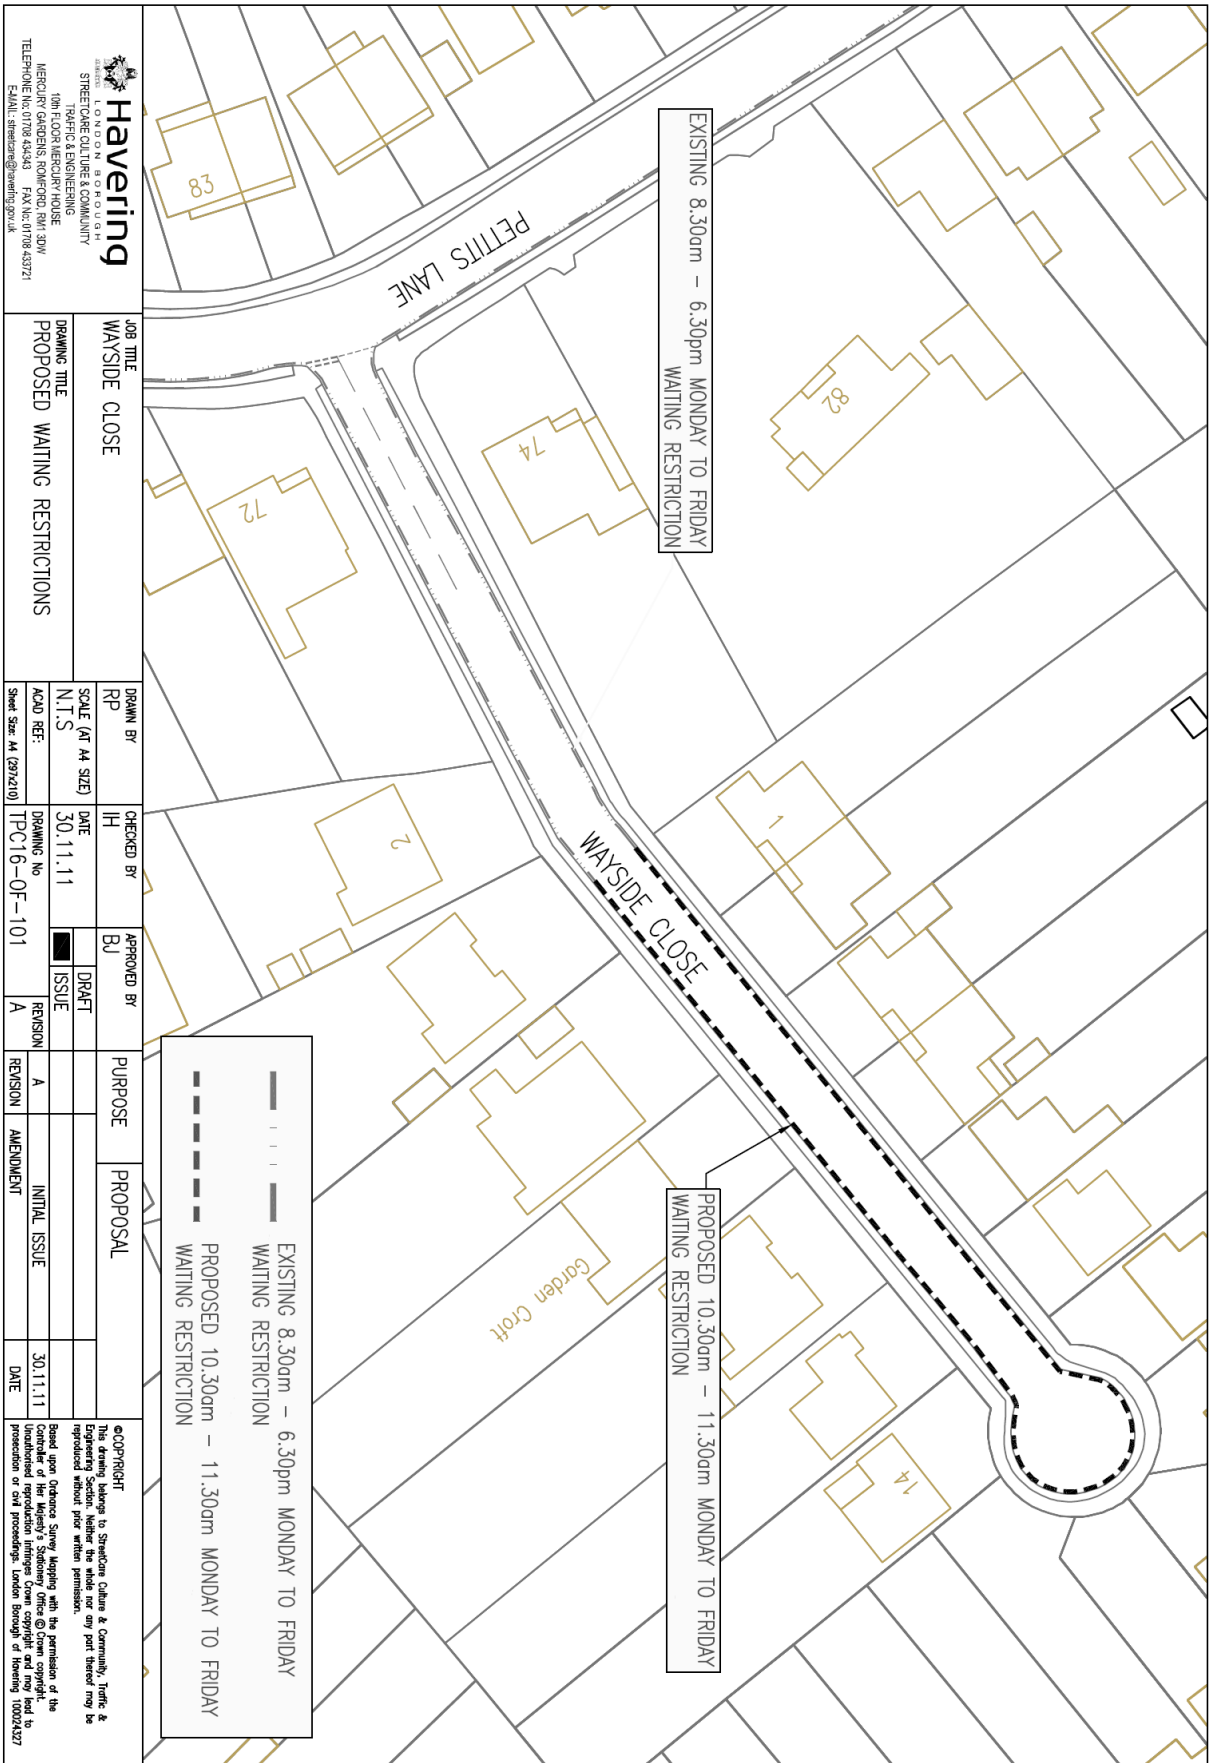 EXISTING 8.30am - 6.30pm MONDAY TO FRIDAY
WAITING RESTRICTION
PETTITS LANE
83
82
74
72
1
2
WAYSIDE CLOSE
PROPOSED 10.30am - 11.30am MONDAY TO FRIDAY
WAITING RESTRICTION
Garden Croft
14
EXISTING 8.30am - 6.30pm MONDAY TO FRIDAY
WAITING RESTRICTION
PROPOSED 10.30am - 11.30am MONDAY TO FRIDAY
WAITING RESTRICTION
Havering
LONDON BOROUGH
STREETCARE CULTURE & COMMUNITY
TRAFFIC & ENGINEERING
10th FLOOR MERCURY HOUSE
MERCURY GARDENS, ROMFORD, RM1 3DW
TELEPHONE No: 01708 434343 FAX No: 01708 433721
E-MAIL: streetcare@havering.gov.uk
JOB TITLE
WAYSIDE CLOSE
DRAWING TITLE
PROPOSED WAITING RESTRICTIONS
DRAWN BY
RP
CHECKED BY
IH
APPROVED BY
BJ
SCALE (AT A4 SIZE)
N.T.S
DATE
30.11.11
DRAFT
ISSUE
ACAD REF:
DRAWING No
TPC16-OF-101
REVISION
A
Sheet Size: A4 (297x210)
PURPOSE
PROPOSAL
A INITIAL ISSUE 30.11.11
REVISION AMENDMENT DATE
©COPYRIGHT
This drawing belongs to StreetCare Culture & Community, Traffic &
Engineering Section. Neither the whole nor any part thereof may be
reproduced without prior written permission.
Based upon Ordnance Survey Mapping with the permission of the
Controller of Her Majesty's Stationery Office © Crown copyright.
Unauthorised reproduction infringes Crown copyright and may lead to
prosecution or civil proceedings. London Borough of Havering 100024327